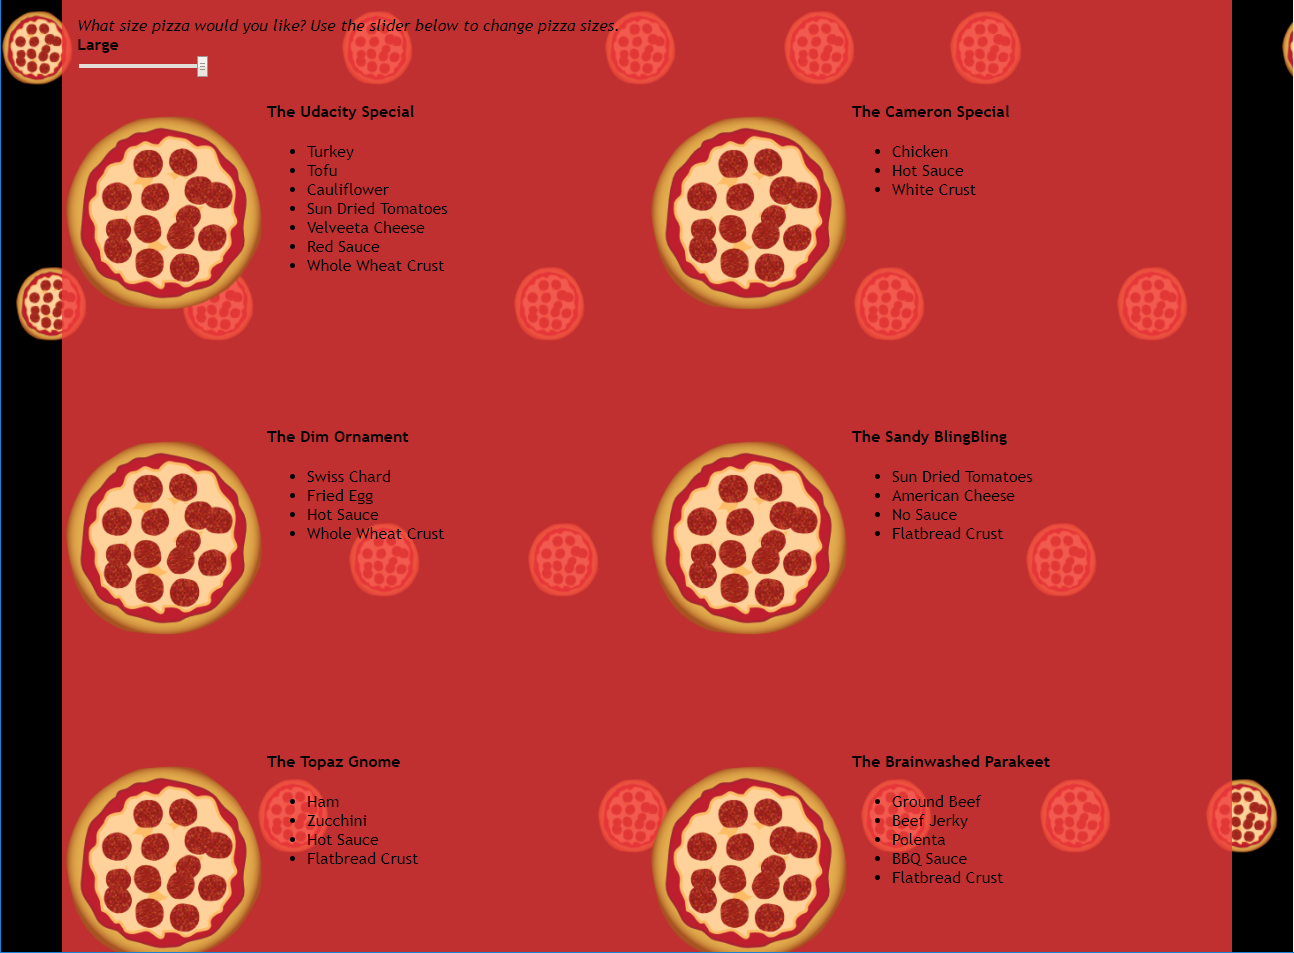 What size pizza would you like? Use the slider below to change pizza sizes.
Large
The Udacity Special
Turkey
Tofu
Cauliflower
Sun Dried Tomatoes
Velveeta Cheese
Red Sauce
Whole Wheat Crust
The Cameron Special
Chicken
Hot Sauce
White Crust
The Dim Ornament
Swiss Chard
Fried Egg
Hot Sauce
Whole Wheat Crust
The Sandy BlingBling
Sun Dried Tomatoes
American Cheese
No Sauce
Flatbread Crust
The Topaz Gnome
Ham
Zucchini
Hot Sauce
Flatbread Crust
The Brainwashed Parakeet
Ground Beef
Beef Jerky
Polenta
BBQ Sauce
Flatbread Crust